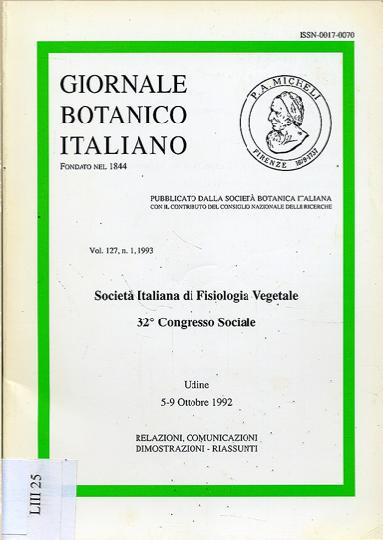 ISSN-0017-0070
GIORNALE
BOTANICO
ITALIANO
FONDATO NEL 1844
P. A. MICHELI
FIRENZE 1679-1737
PUBBLICATO DALLA SOCIETÀ BOTANICA ITALIANA
CON IL CONTRIBUTO DEL CONSIGLIO NAZIONALE DELLE RICERCHE
Vol. 127, n. 1, 1993
Società Italiana di Fisiologia Vegetale
32° Congresso Sociale
Udine
5-9 Ottobre 1992
RELAZIONI, COMUNICAZIONI
DIMOSTRAZIONI - RIASSUNTI
LIII 25